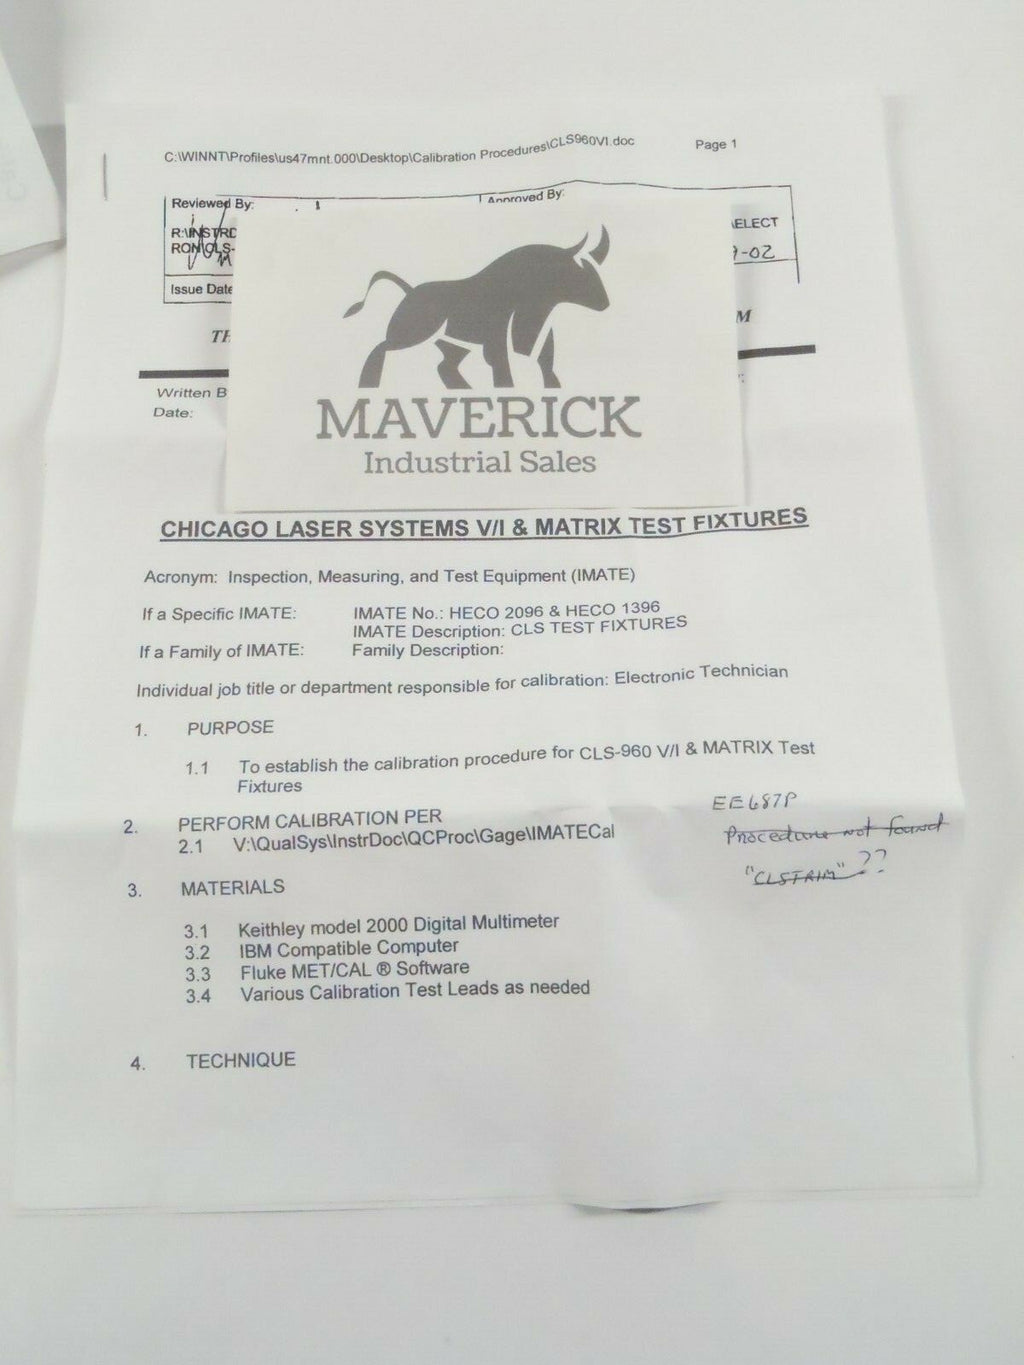 C:\WINNT\Profiles\us47mnt.000\Desktop\Calibration Procedures\CLS960VI.doc Page 1
Reviewed By: Approved By:
ELECT
-02
Issue Date
TH
M
Written B
Date:
MAVERICK
Industrial Sales
CHICAGO LASER SYSTEMS V/I & MATRIX TEST FIXTURES
Acronym: Inspection, Measuring, and Test Equipment (IMATE)
If a Specific IMATE: IMATE No.: HECO 2096 & HECO 1396
IMATE Description: CLS TEST FIXTURES
If a Family of IMATE: Family Description:
Individual job title or department responsible for calibration: Electronic Technician
1. PURPOSE
1.1 To establish the calibration procedure for CLS-960 V/I & MATRIX Test
Fixtures
EE687P
2. PERFORM CALIBRATION PER
2.1 V:\QualSys\InstrDoc\QCProc\Gage\IMATECal
Procedure not found
"CLSTRIM" ??
3. MATERIALS
3.1 Keithley model 2000 Digital Multimeter
3.2 IBM Compatible Computer
3.3 Fluke MET/CAL ® Software
3.4 Various Calibration Test Leads as needed
4. TECHNIQUE